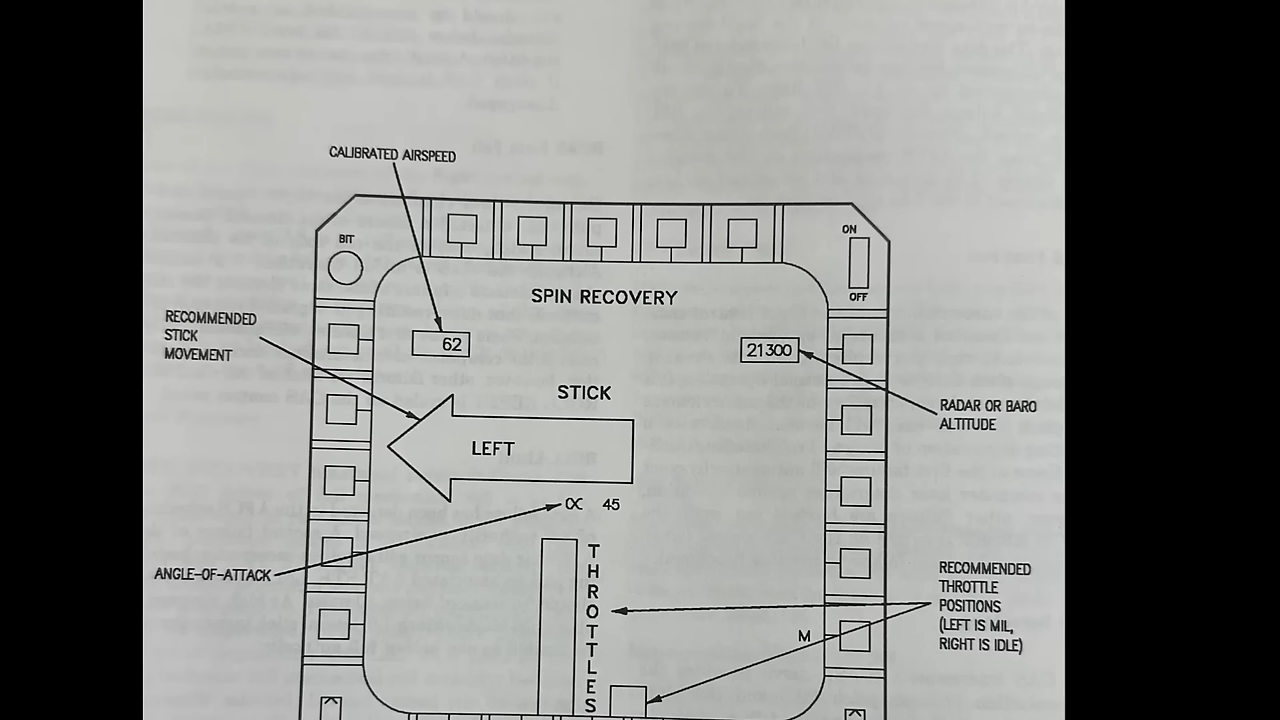 CALIBRATED AIRSPEED
BIT
ON
OFF
SPIN RECOVERY
RECOMMENDED
STICK
MOVEMENT
62
21300
STICK
RADAR OR BARO
ALTITUDE
LEFT
∝ 45
ANGLE-OF-ATTACK
THROTTLES
RECOMMENDED
THROTTLE
POSITIONS
(LEFT IS MIL,
RIGHT IS IDLE)
M